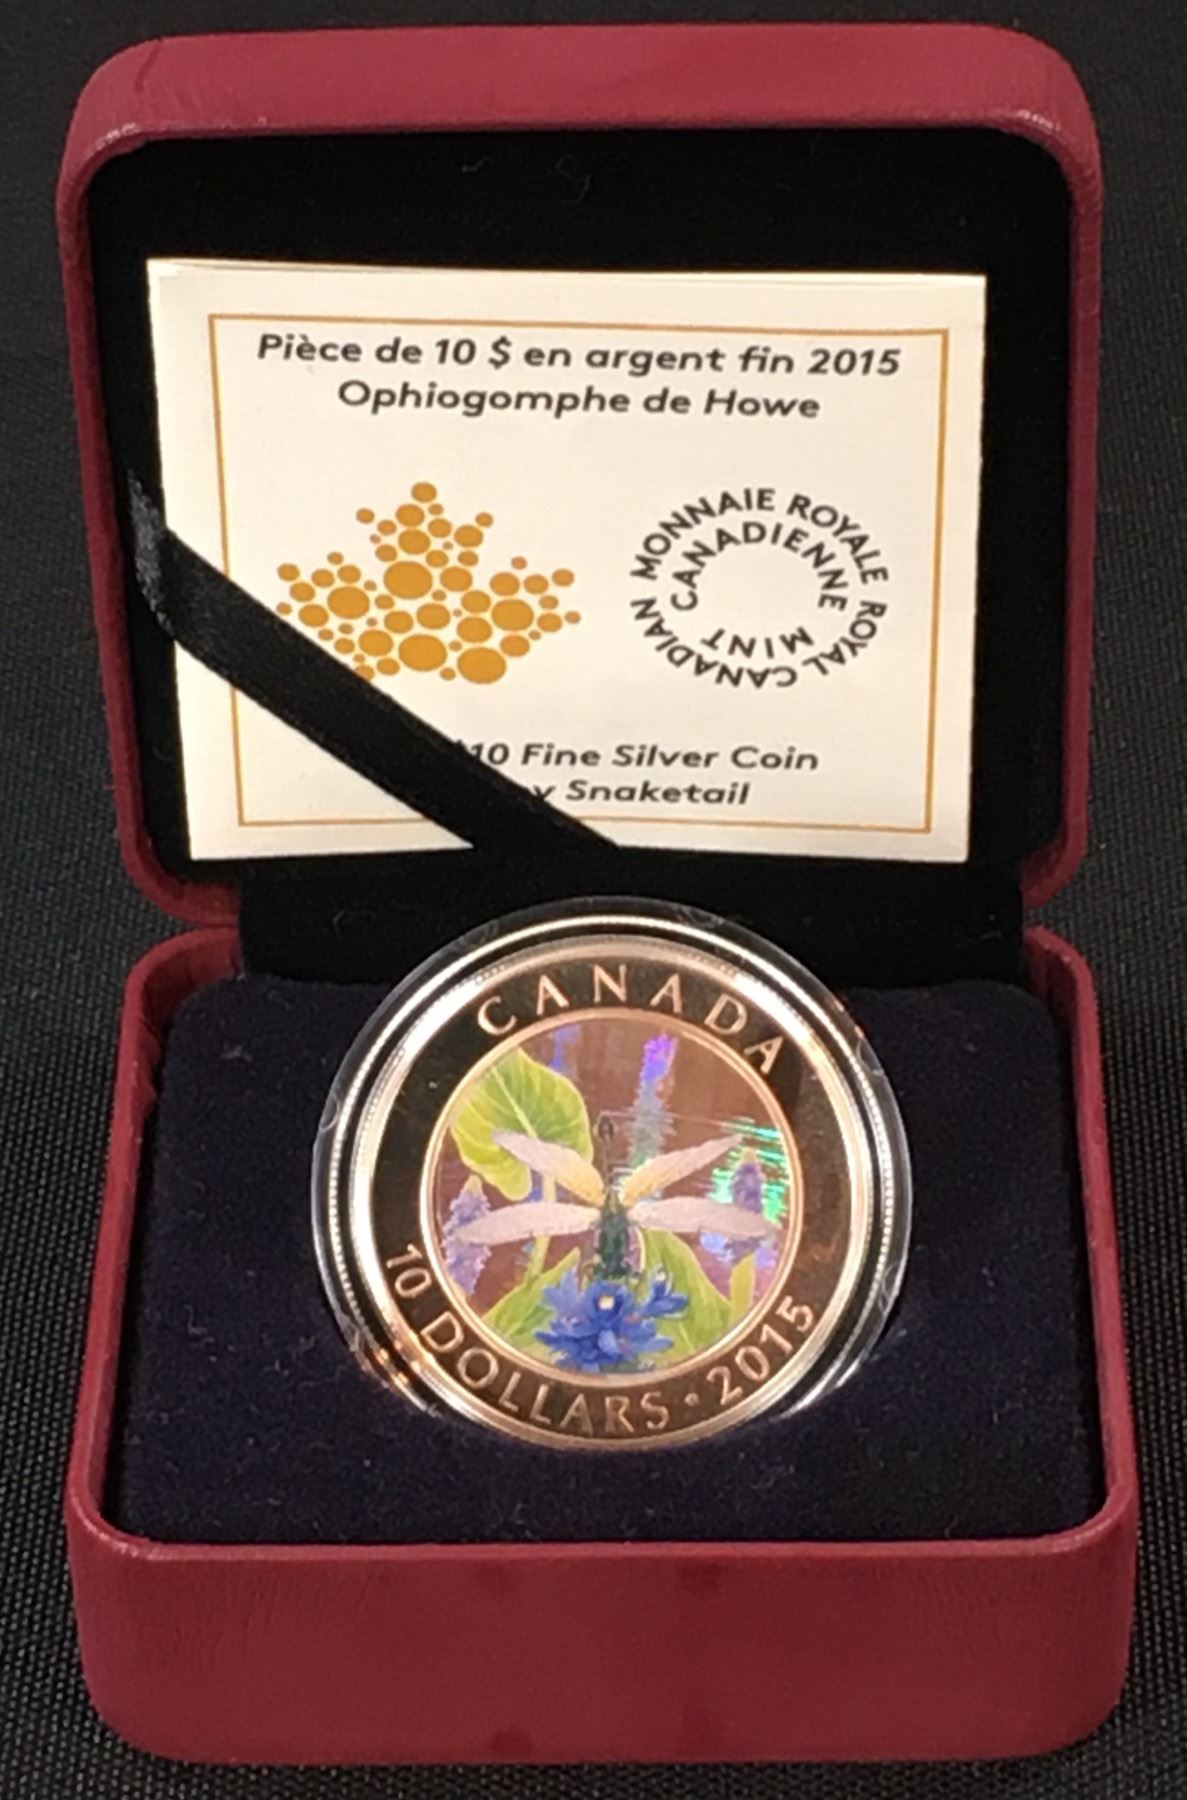 Pièce de 10 $ en argent fin 2015
Ophiogomphe de Howe
MONNAIE ROYALE CANADIENNE
ROYAL CANADIAN MINT
10 Fine Silver Coin
Snaketail
CANADA
10 DOLLARS • 2015